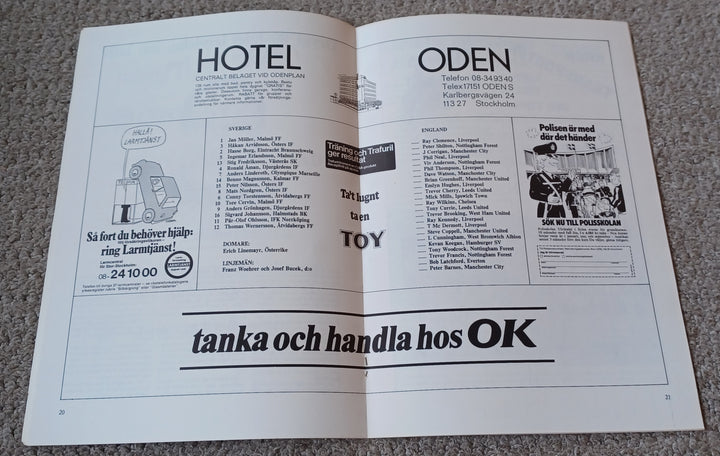 HOTEL ODEN
CENTRALT BELÄGET VID ODENPLAN
Telefon 08-34 93 40
Telex 17151 ODEN S
Karlbergsvägen 24
113 27 Stockholm
HALLÅ!
LARMTJÄNST
Så fort du behöver hjälp:
ring Larmtjänst!
Larmcentral
för Stor-Stockholm:
08-24 10 00
LARMTJÄNST
SVERIGE
1 Jan Möller, Malmö FF
3 Håkan Arvidsson, Östers IF
2 Hasse Borg, Eintracht Braunschweig
5 Ingemar Erlandsson, Malmö FF
13 Stig Fredriksson, Västerås SK
4 Ronald Åman, Djurgårdens IF
7 Anders Linderoth, Olympique Marseille
14 Benno Magnusson, Kalmar FF
15 Peter Nilsson, Östers IF
8 Mats Nordgren, Östers IF
6 Conny Torstensson, Åtvidabergs FF
10 Tore Cervin, Malmö FF
9 Anders Grönhagen, Djurgårdens IF
16 Sigvard Johansson, Halmstads BK
11 Pär-Olof Ohlsson, IFK Norrköping
12 Thomas Wernersson, Åtvidabergs FF
DOMARE:
Erich Linemayr, Österrike
LINJEMÄN:
Franz Woehrer och Josef Bucek, d:o
Träning och Trafuril
ger resultat
Ta't lugnt
ta en
TOY
ENGLAND
Ray Clemence, Liverpool
Peter Shilton, Nottingham Forest
J Corrigan, Manchester City
Phil Neal, Liverpool
Viv Anderson, Nottingham Forest
Phil Thompson, Liverpool
Dave Watson, Manchester City
Brian Greenhoff, Manchester United
Emlyn Hughes, Liverpool
Trevor Cherry, Leeds United
Mick Mills, Ipswich Town
Ray Wilkins, Chelsea
Tony Currie, Leeds United
Trevor Brooking, West Ham United
Ray Kennedy, Liverpool
T Mc Dermott, Liverpool
Steve Coppell, Manchester United
L Cunningham, West Bromwich Albion
Kevan Keegan, Hamburger SV
Tony Woodcock, Nottingham Forest
Trevor Francis, Nottingham Forest
Bob Latchford, Everton
Peter Barnes, Manchester City
Polisen är med
där det händer
SÖK NU TILL POLISSKOLAN
tanka och handla hos OK
20
21